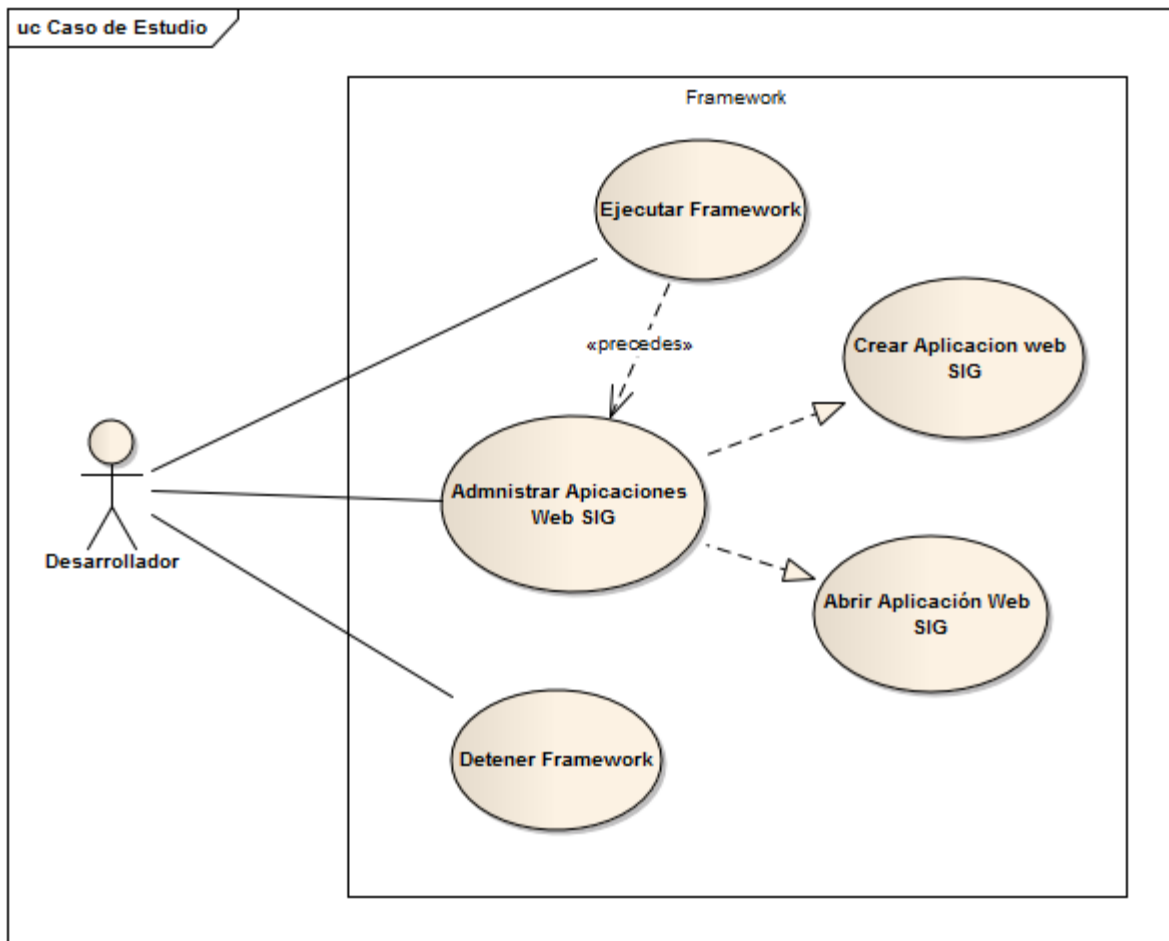 uc Caso de Estudio
Framework
Ejecutar Framework
«precedes»
Crear Aplicacion web
SIG
Admnistrar Apicaciones
Web SIG
Desarrollador
Abrir Aplicación Web
SIG
Detener Framework